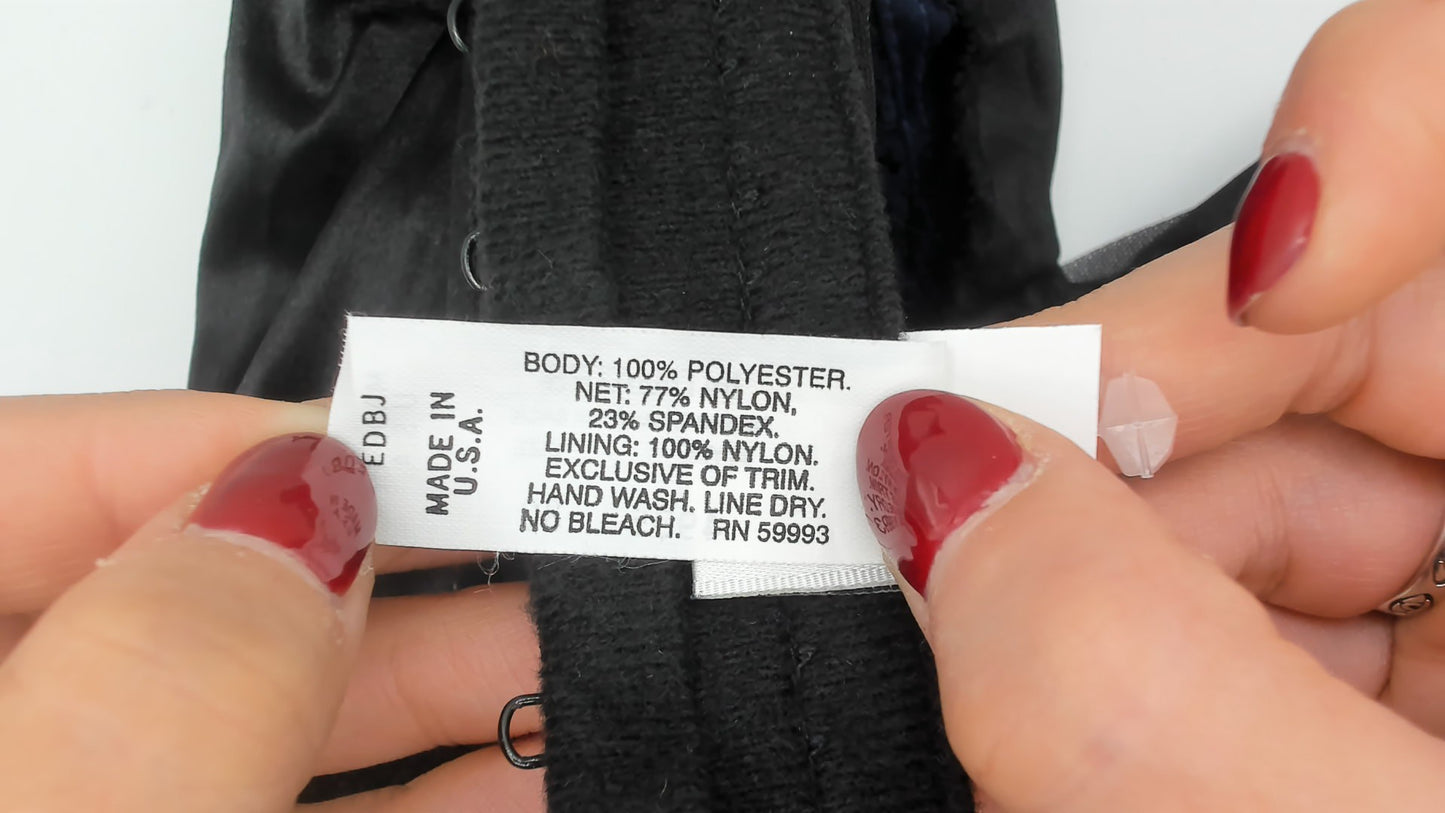 EDBJ
MADE IN
U.S.A.
BODY: 100% POLYESTER.
NET: 77% NYLON,
23% SPANDEX.
LINING: 100% NYLON.
EXCLUSIVE OF TRIM.
HAND WASH. LINE DRY.
NO BLEACH. RN 59993